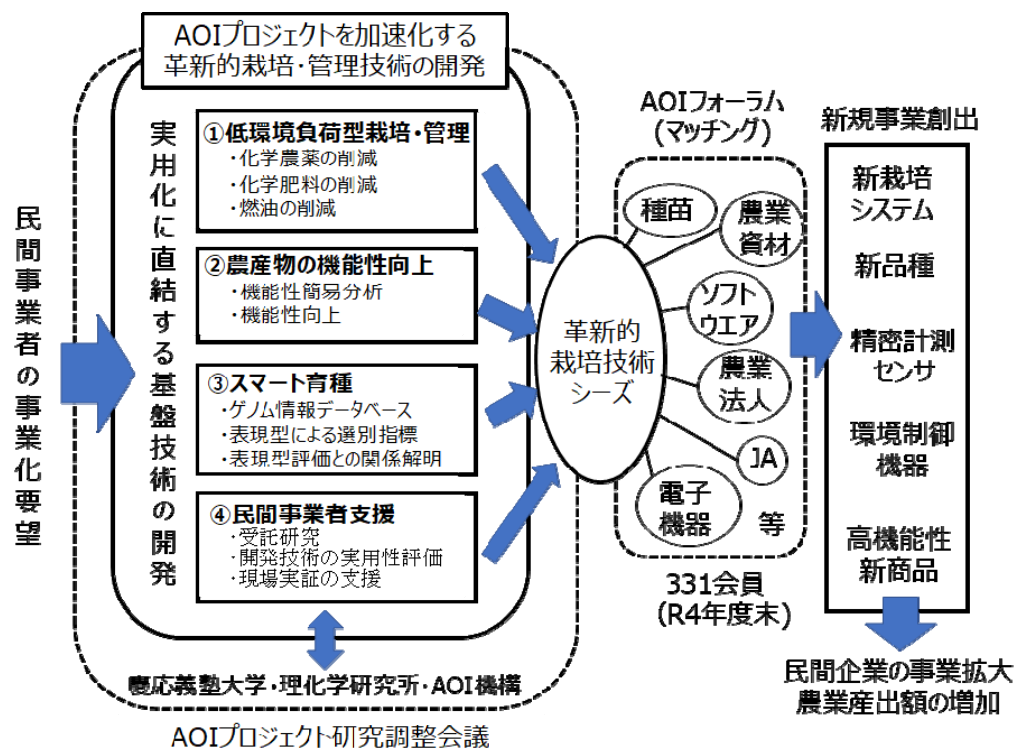 AOIプロジェクトを加速化する
革新的栽培・管理技術の開発
民間事業者の事業化要望
実用化に直結する基盤技術の開発
①低環境負荷型栽培・管理
・化学農薬の削減
・化学肥料の削減
・燃油の削減
②農産物の機能性向上
・機能性簡易分析
・機能性向上
③スマート育種
・ゲノム情報データベース
・表現型による選別指標
・表現型評価との関係解明
④民間事業者支援
・受託研究
・開発技術の実用性評価
・現場実証の支援
慶応義塾大学・理化学研究所・AOI機構
AOIプロジェクト研究調整会議
革新的
栽培技術
シーズ
AOIフォーラム
(マッチング)
種苗
農業
資材
ソフト
ウエア
農業
法人
JA
電子
機器
等
331会員
(R4年度末)
新規事業創出
新栽培
システム
新品種
精密計測
センサ
環境制御
機器
高機能性
新商品
民間企業の事業拡大
農業産出額の増加